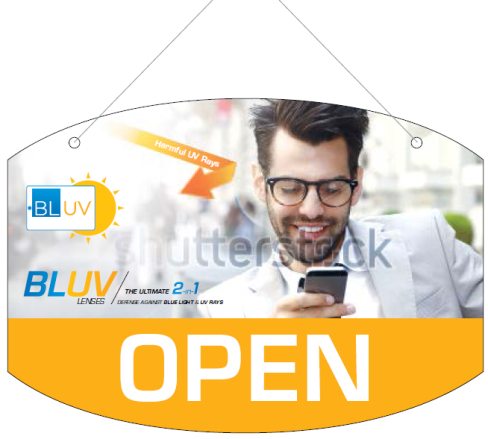 Harmful UV Rays
BLUV
shutterstock
BLUV
LENSES
THE ULTIMATE 2-in-1
DEFENSE AGAINST BLUE LIGHT & UV RAYS
OPEN